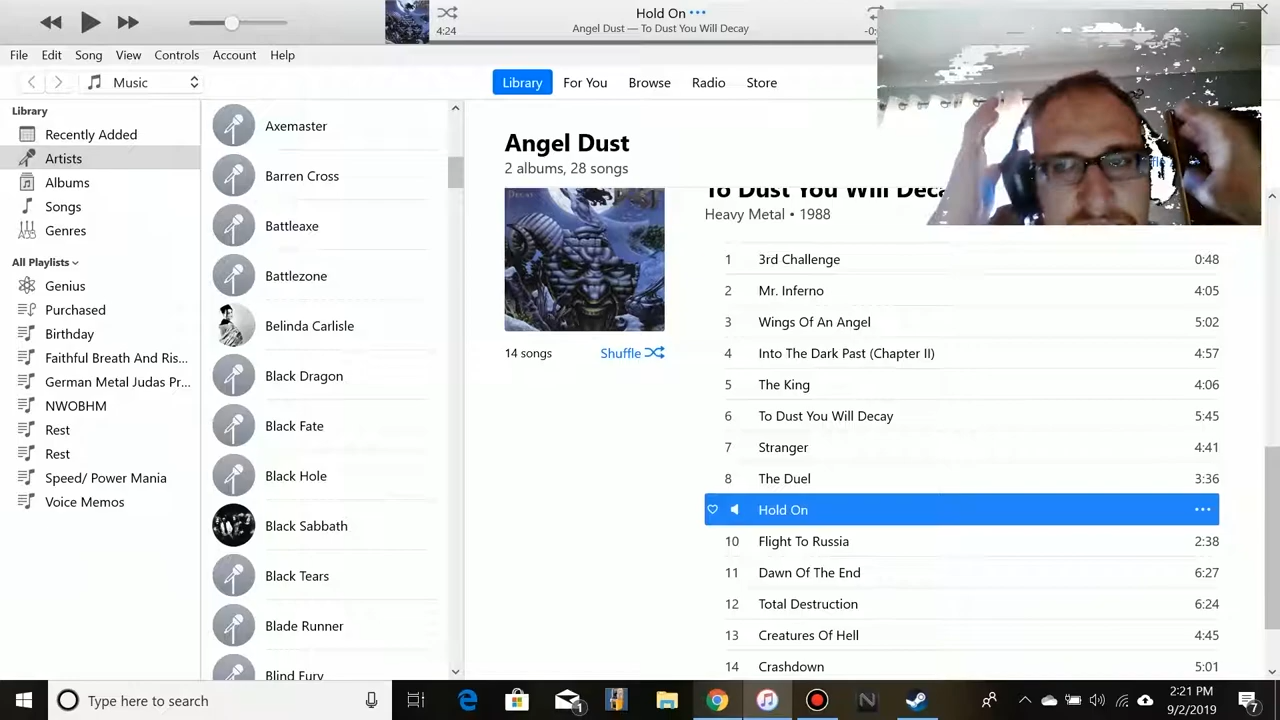 Hold On •••
4:24
Angel Dust — To Dust You Will Decay
-0:
File Edit Song View Controls Account Help
Music
Library For You Browse Radio Store
Library
Recently Added
Artists
Albums
Songs
Genres
All Playlists
Genius
Purchased
Birthday
Faithful Breath And Ris...
German Metal Judas Pr...
NWOBHM
Rest
Rest
Speed/ Power Mania
Voice Memos
Axemaster
Barren Cross
Battleaxe
Battlezone
Belinda Carlisle
Black Dragon
Black Fate
Black Hole
Black Sabbath
Black Tears
Blade Runner
Blind Fury
Angel Dust
2 albums, 28 songs
14 songs Shuffle
To Dust You Will Deca
Heavy Metal • 1988
1 3rd Challenge 0:48
2 Mr. Inferno 4:05
3 Wings Of An Angel 5:02
4 Into The Dark Past (Chapter II) 4:57
5 The King 4:06
6 To Dust You Will Decay 5:45
7 Stranger 4:41
8 The Duel 3:36
Hold On •••
10 Flight To Russia 2:38
11 Dawn Of The End 6:27
12 Total Destruction 6:24
13 Creatures Of Hell 4:45
14 Crashdown 5:01
Type here to search
1
N
2:21 PM
9/2/2019
7